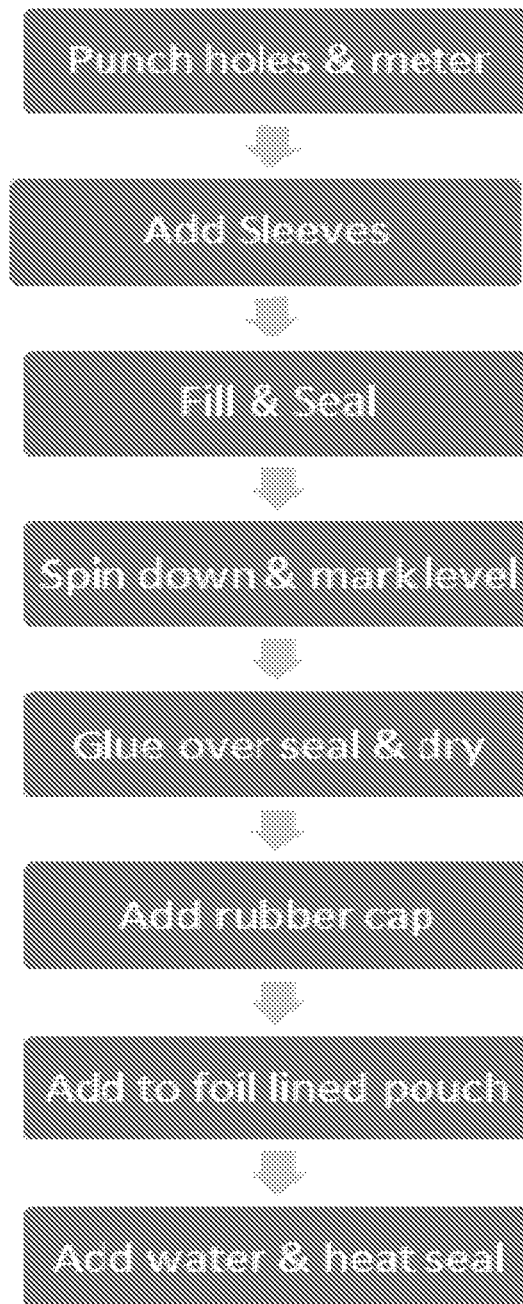 Punch holes & meter
Add Sleeves
Fill & Seal
Spin down & mark level
Glue over seal & dry
Add rubber cap
Add to foil lined pouch
Add water & heat seal